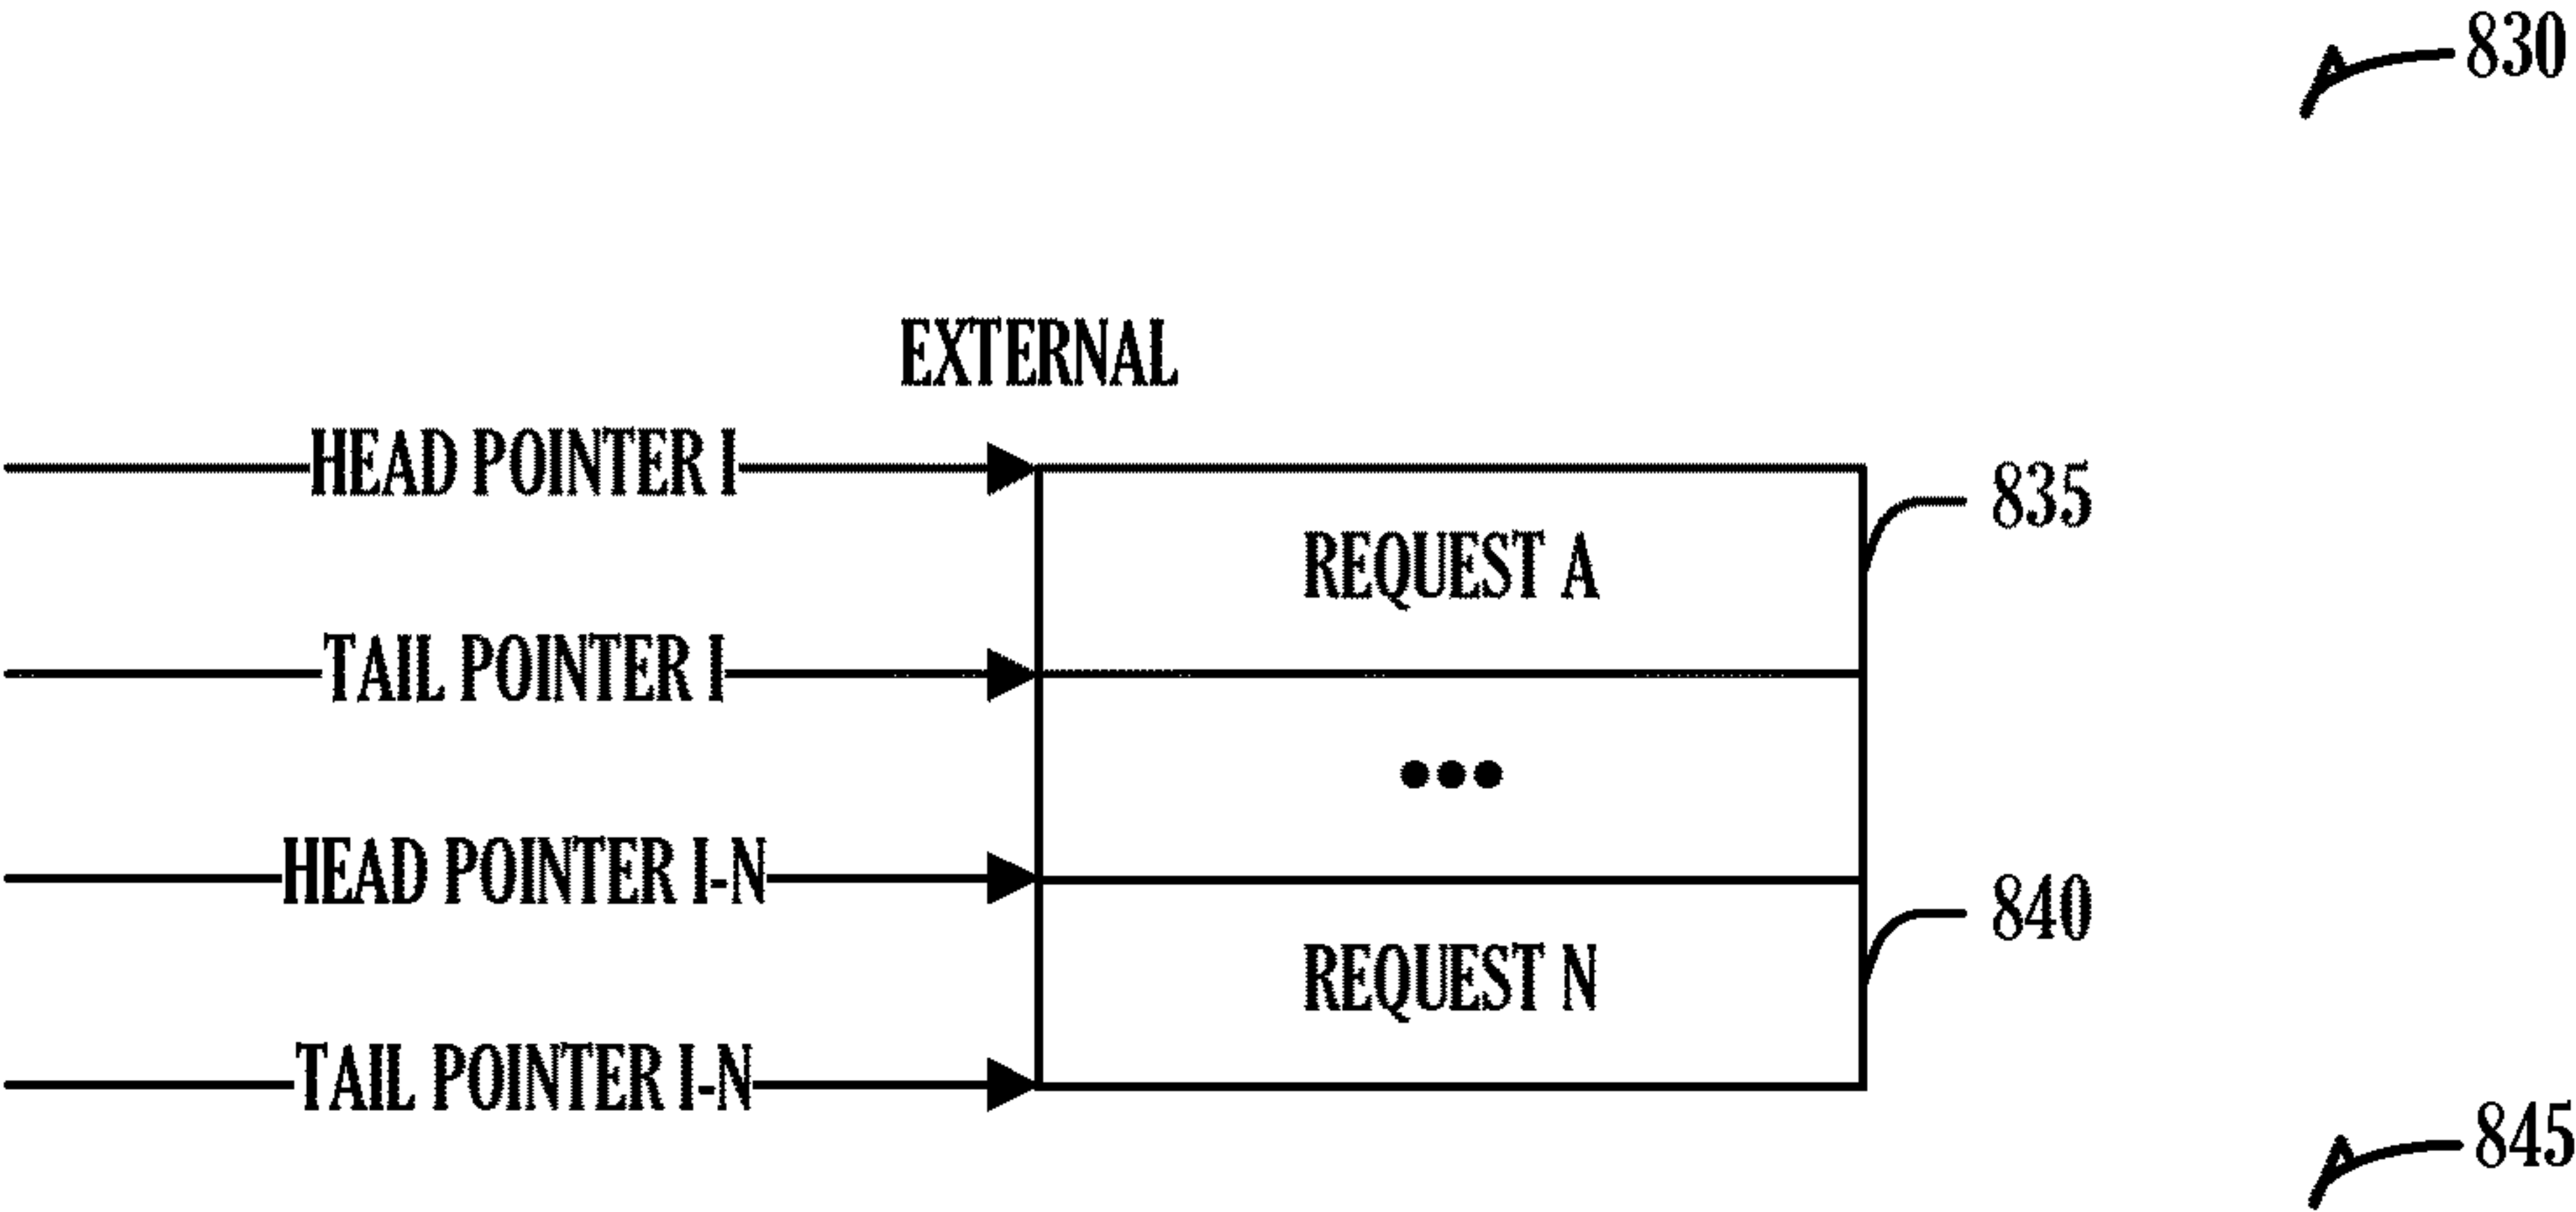 830
EXTERNAL
HEAD POINTER I
835
REQUEST A
TAIL POINTER I
•••
HEAD POINTER I-N
840
REQUEST N
TAIL POINTER I-N
845